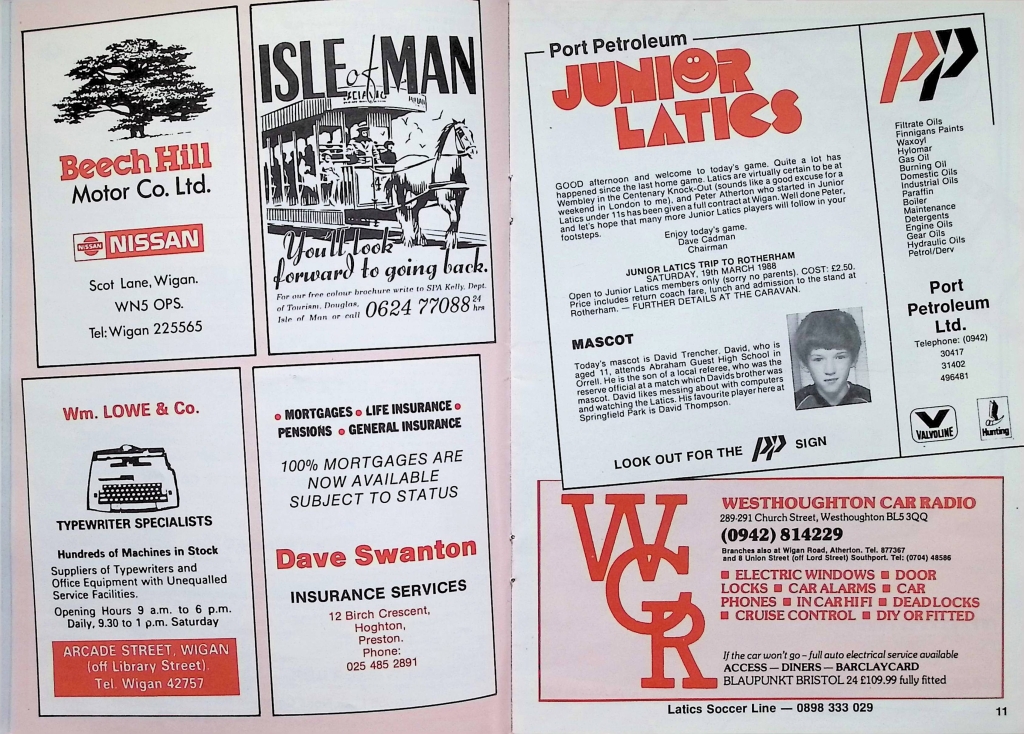 Beech Hill
Motor Co. Ltd.
NISSAN
NISSAN
Scot Lane, Wigan.
WN5 OPS.
Tel: Wigan 225565
ISLE of MAN
You'll look
forward to going back.
For our free colour brochure write to S1A Kelly, Dept.
of Tourism, Douglas,
Isle of Man or call 0624 77088 24 hrs
Wm. LOWE & Co.
TYPEWRITER SPECIALISTS
Hundreds of Machines in Stock
Suppliers of Typewriters and
Office Equipment with Unequalled
Service Facilities.
Opening Hours 9 a.m. to 6 p.m.
Daily, 9.30 to 1 p.m. Saturday
ARCADE STREET, WIGAN
(off Library Street).
Tel. Wigan 42757
• MORTGAGES • LIFE INSURANCE •
PENSIONS • GENERAL INSURANCE
100% MORTGAGES ARE
NOW AVAILABLE
SUBJECT TO STATUS
Dave Swanton
INSURANCE SERVICES
12 Birch Crescent,
Hoghton,
Preston.
Phone:
025 485 2891
Port Petroleum
JUNIOR
LATICS
GOOD afternoon and welcome to today's game. Quite a lot has
happened since the last home game. Latics are virtually certain to be at
Wembley in the Centenary Knock-Out (sounds like a good excuse for a
weekend in London to me), and Peter Atherton who started in Junior
Latics under 11s has been given a full contract at Wigan. Well done Peter,
and let's hope that many more Junior Latics players will follow in your
footsteps.
Enjoy today's game.
Dave Cadman
Chairman
JUNIOR LATICS TRIP TO ROTHERHAM
SATURDAY, 19th MARCH 1988
Open to Junior Latics members only (sorry no parents). COST: £2.50.
Price includes return coach fare, lunch and admission to the stand at
Rotherham. — FURTHER DETAILS AT THE CARAVAN.
MASCOT
Today's mascot is David Trencher. David, who is
aged 11, attends Abraham Guest High School in
Orrell. He is the son of a local referee, who was the
reserve official at a match which Davids brother was
mascot. David likes messing about with computers
and watching the Latics. His favourite player here at
Springfield Park is David Thompson.
LOOK OUT FOR THE PP SIGN
PP
Filtrate Oils
Finnigans Paints
Waxoyl
Hylomar
Gas Oil
Burning Oil
Domestic Oils
Industrial Oils
Paraffin
Boiler
Maintenance
Detergents
Engine Oils
Gear Oils
Hydraulic Oils
Petrol/Derv
Port
Petroleum
Ltd.
Telephone: (0942)
30417
31402
496481
VALVOLINE
Hunting
WCR
WESTHOUGHTON CAR RADIO
289-291 Church Street, Westhoughton BL5 3QQ
(0942) 814229
Branches also at Wigan Road, Atherton. Tel. 877367
and 8 Union Street (off Lord Street) Southport. Tel: (0704) 48586
■ ELECTRIC WINDOWS ■ DOOR
LOCKS ■ CAR ALARMS ■ CAR
PHONES ■ IN CAR HIFI ■ DEADLOCKS
■ CRUISE CONTROL ■ DIY OR FITTED
If the car won't go – full auto electrical service available
ACCESS — DINERS — BARCLAYCARD
BLAUPUNKT BRISTOL 24 £109.99 fully fitted
Latics Soccer Line — 0898 333 029
11